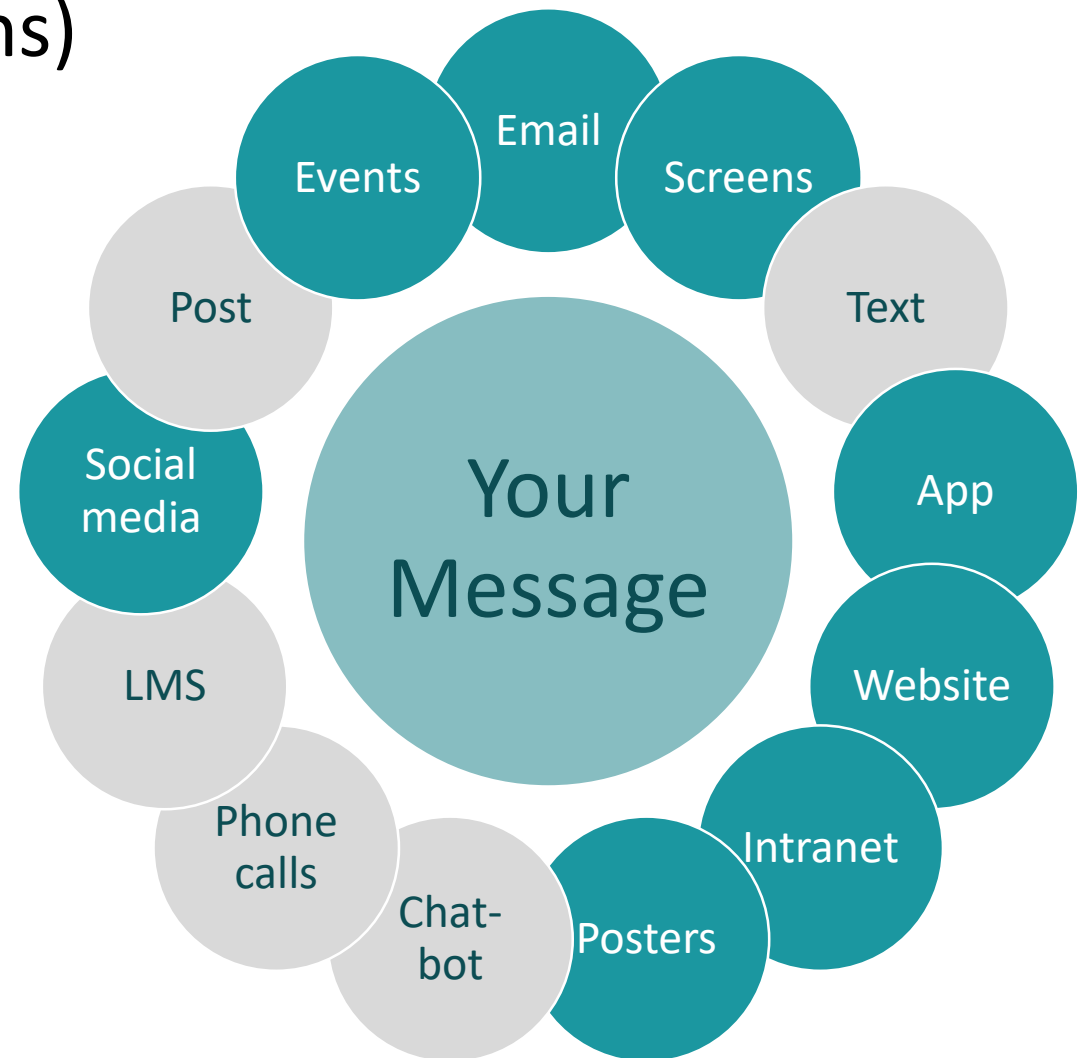 ns)
Email
Events
Screens
Post
Text
Social
media
App
Your
Message
LMS
Website
Phone
calls
Intranet
Chat-
bot
Posters